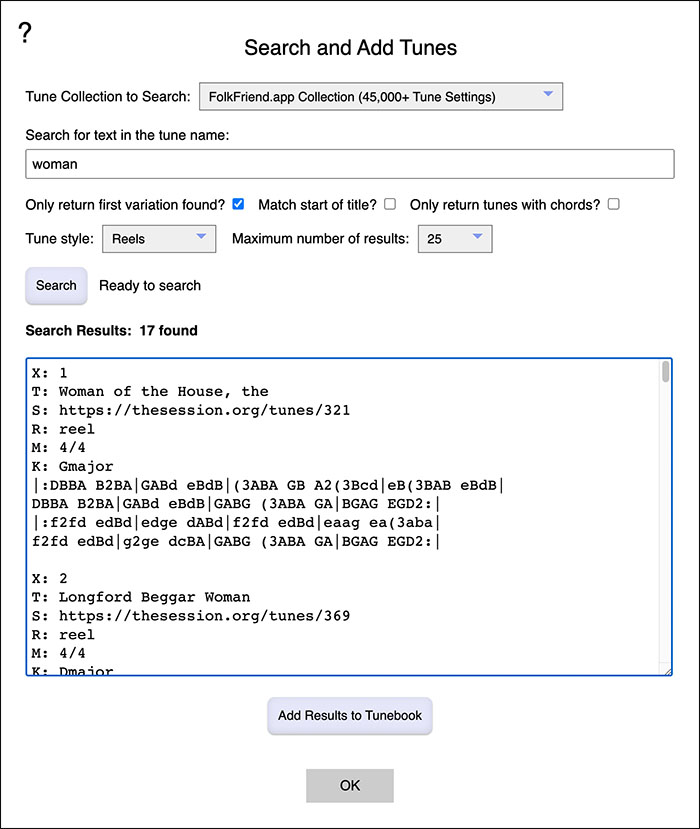 ?
Search and Add Tunes
Tune Collection to Search: FolkFriend.app Collection (45,000+ Tune Settings)
Search for text in the tune name:
woman
Only return first variation found? Match start of title? Only return tunes with chords?
Tune style: Reels Maximum number of results: 25
Search Ready to search
Search Results: 17 found
X: 1
T: Woman of the House, the
S: https://thesession.org/tunes/321
R: reel
M: 4/4
K: Gmajor
|:DBBA B2BA|GABd eBdB|(3ABA GB A2(3Bcd|eB(3BAB eBdB|
DBBA B2BA|GABd eBdB|GABG (3ABA GA|BGAG EGD2:|
|:f2fd edBd|edge dABd|f2fd edBd|eaag ea(3aba|
f2fd edBd|g2ge dcBA|GABG (3ABA GA|BGAG EGD2:|
X: 2
T: Longford Beggar Woman
S: https://thesession.org/tunes/369
R: reel
M: 4/4
K: Dmajor
Add Results to Tunebook
OK